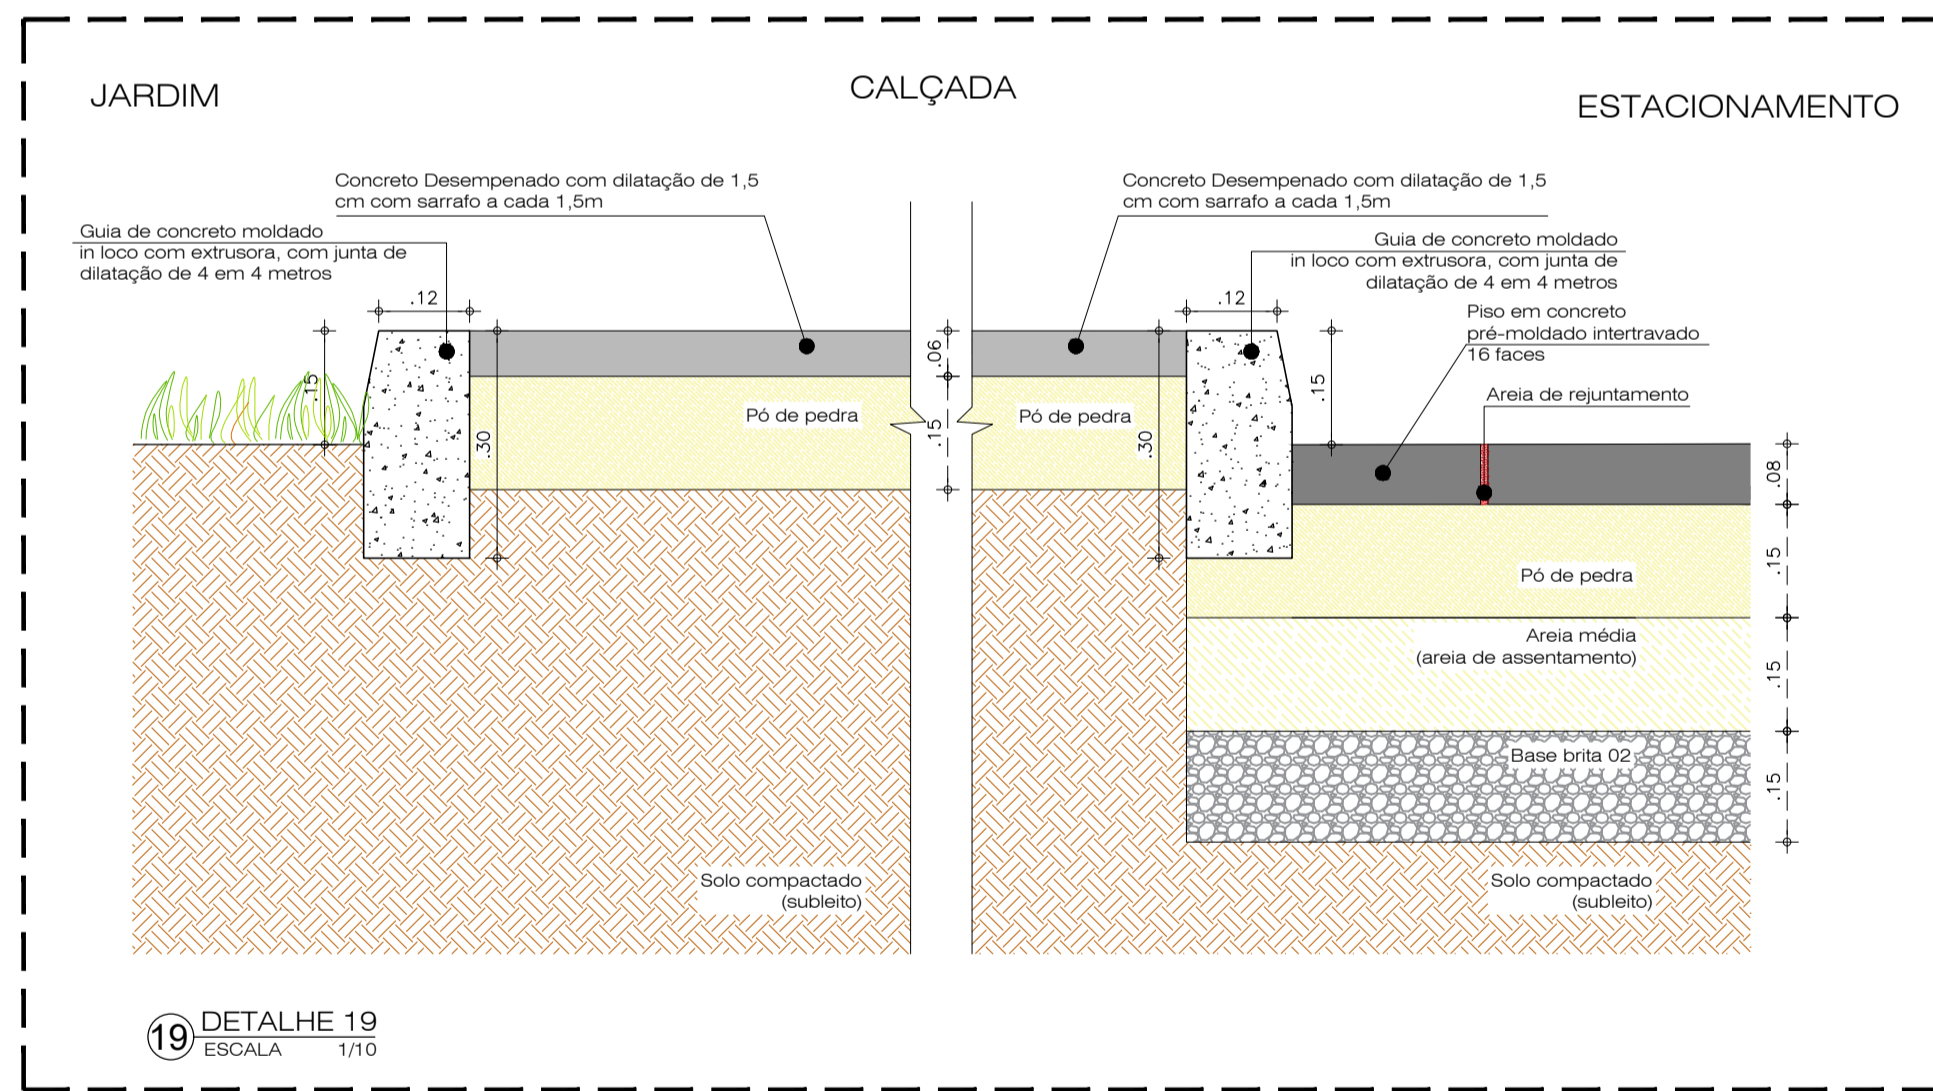 JARDIM
CALÇADA
ESTACIONAMENTO
Concreto Desempenado com dilatação de 1,5
cm com sarrafo a cada 1,5m
Guia de concreto moldado
in loco com extrusora, com junta de
dilatação de 4 em 4 metros
Concreto Desempenado com dilatação de 1,5
cm com sarrafo a cada 1,5m
Guia de concreto moldado
in loco com extrusora, com junta de
dilatação de 4 em 4 metros
Piso em concreto
pré-moldado intertravado
16 faces
Areia de rejuntamento
.12
.15
.30
.06
.15
.12
.30
.15
.08
.15
.15
.15
Pó de pedra
Pó de pedra
Pó de pedra
Areia média
(areia de assentamento)
Base brita 02
Solo compactado
(subleito)
Solo compactado
(subleito)
19
DETALHE 19
ESCALA 1/10